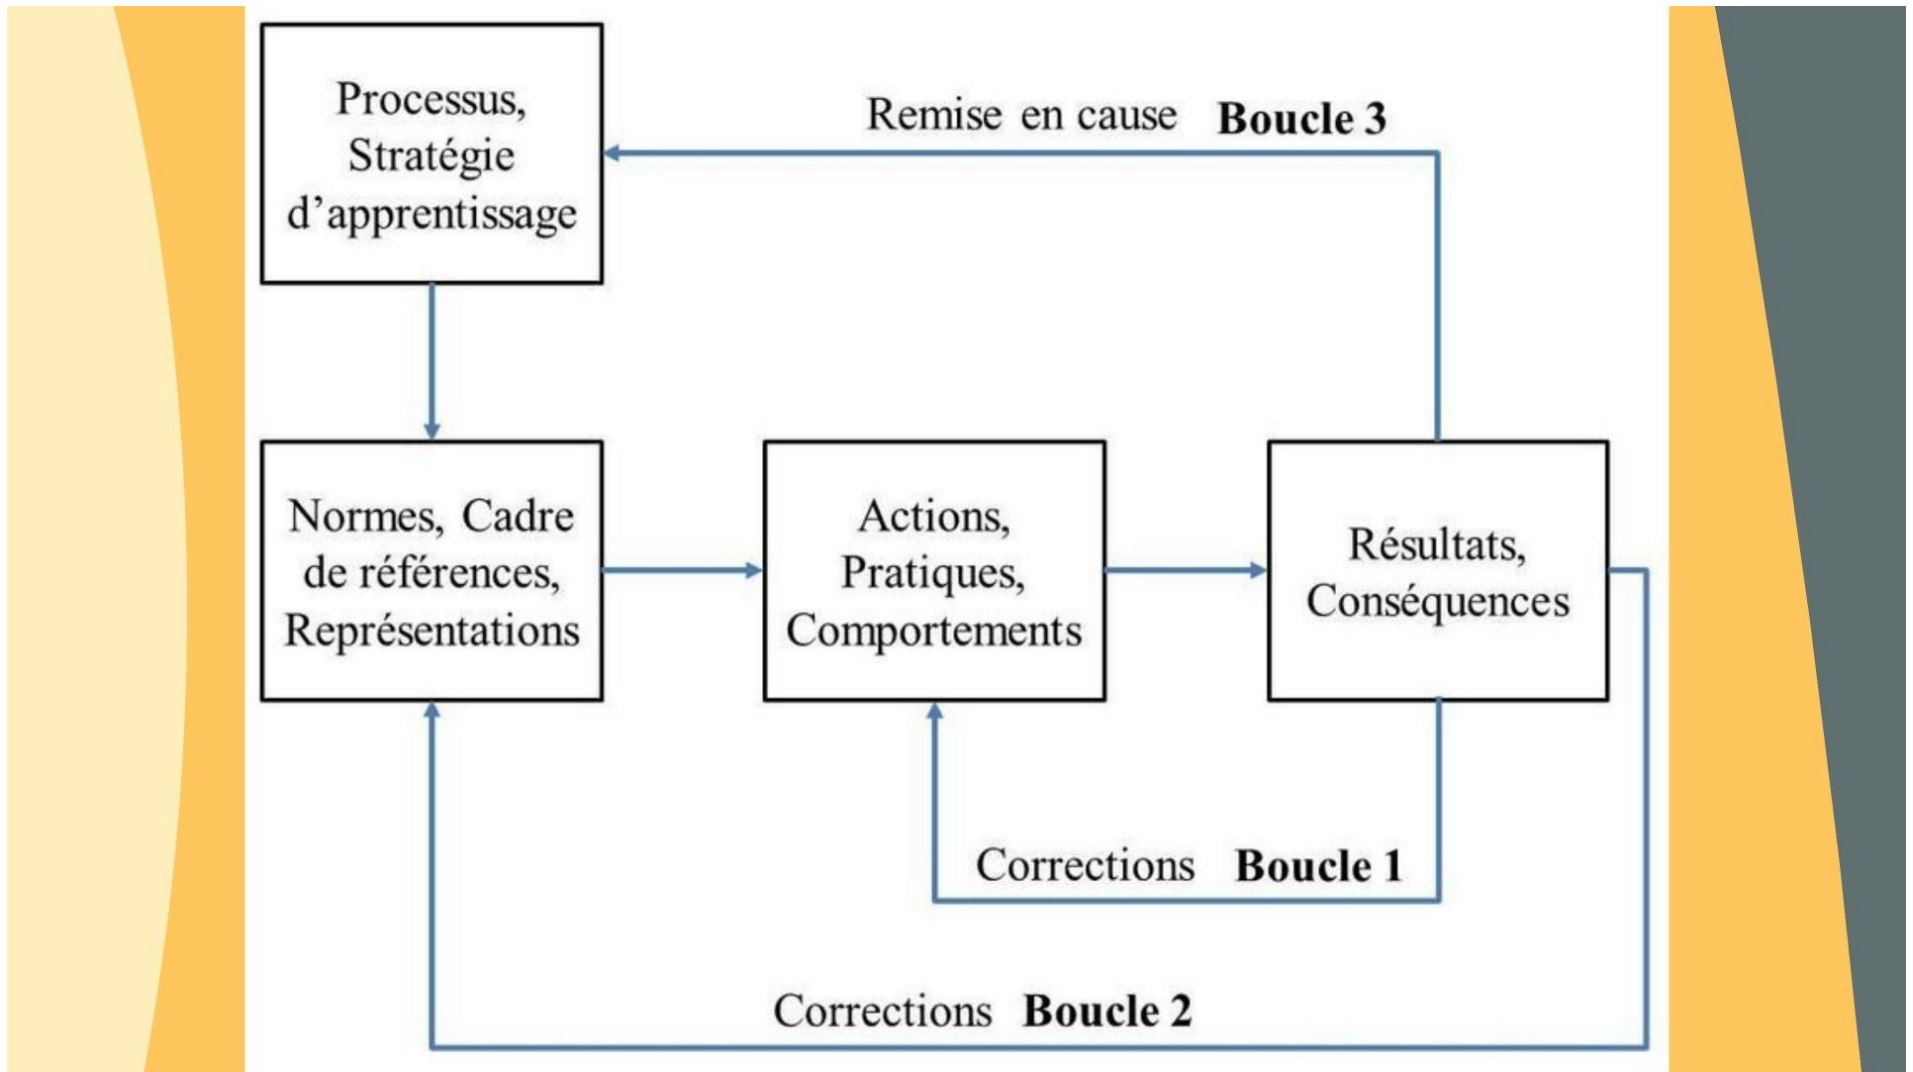 Processus,
Stratégie
d’apprentissage
Remise en cause Boucle 3
Normes, Cadre
de références,
Représentations
Actions,
Pratiques,
Comportements
Résultats,
Conséquences
Corrections Boucle 1
Corrections Boucle 2